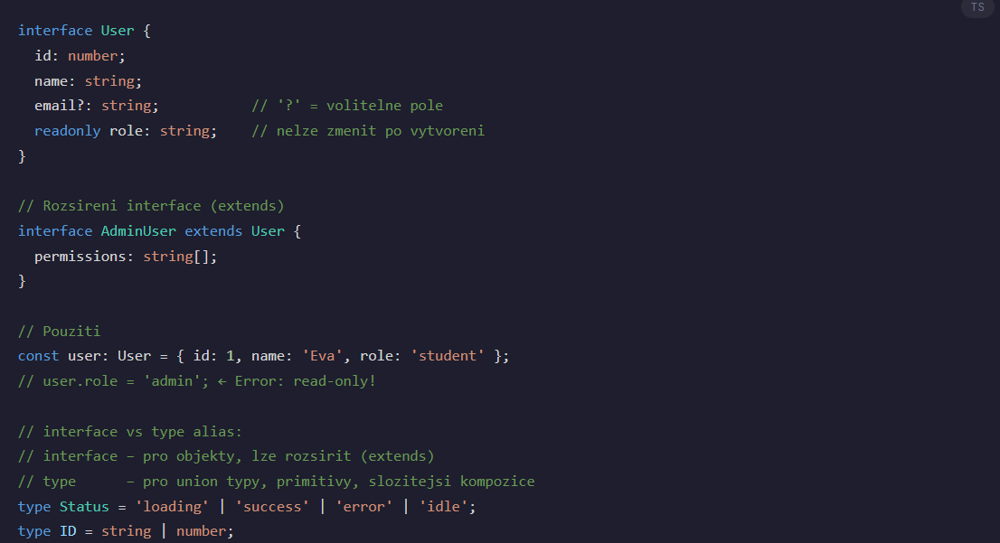 TS
interface User {
  id: number;
  name: string;
  email?: string;           // '?' = volitelne pole
  readonly role: string;    // nelze zmenit po vytvoreni
}
// Rozsireni interface (extends)
interface AdminUser extends User {
  permissions: string[];
}
// Pouziti
const user: User = { id: 1, name: 'Eva', role: 'student' };
// user.role = 'admin'; ← Error: read-only!
// interface vs type alias:
// interface – pro objekty, lze rozsirit (extends)
// type      – pro union typy, primitivy, slozitejsi kompozice
type Status = 'loading' | 'success' | 'error' | 'idle';
type ID = string | number;